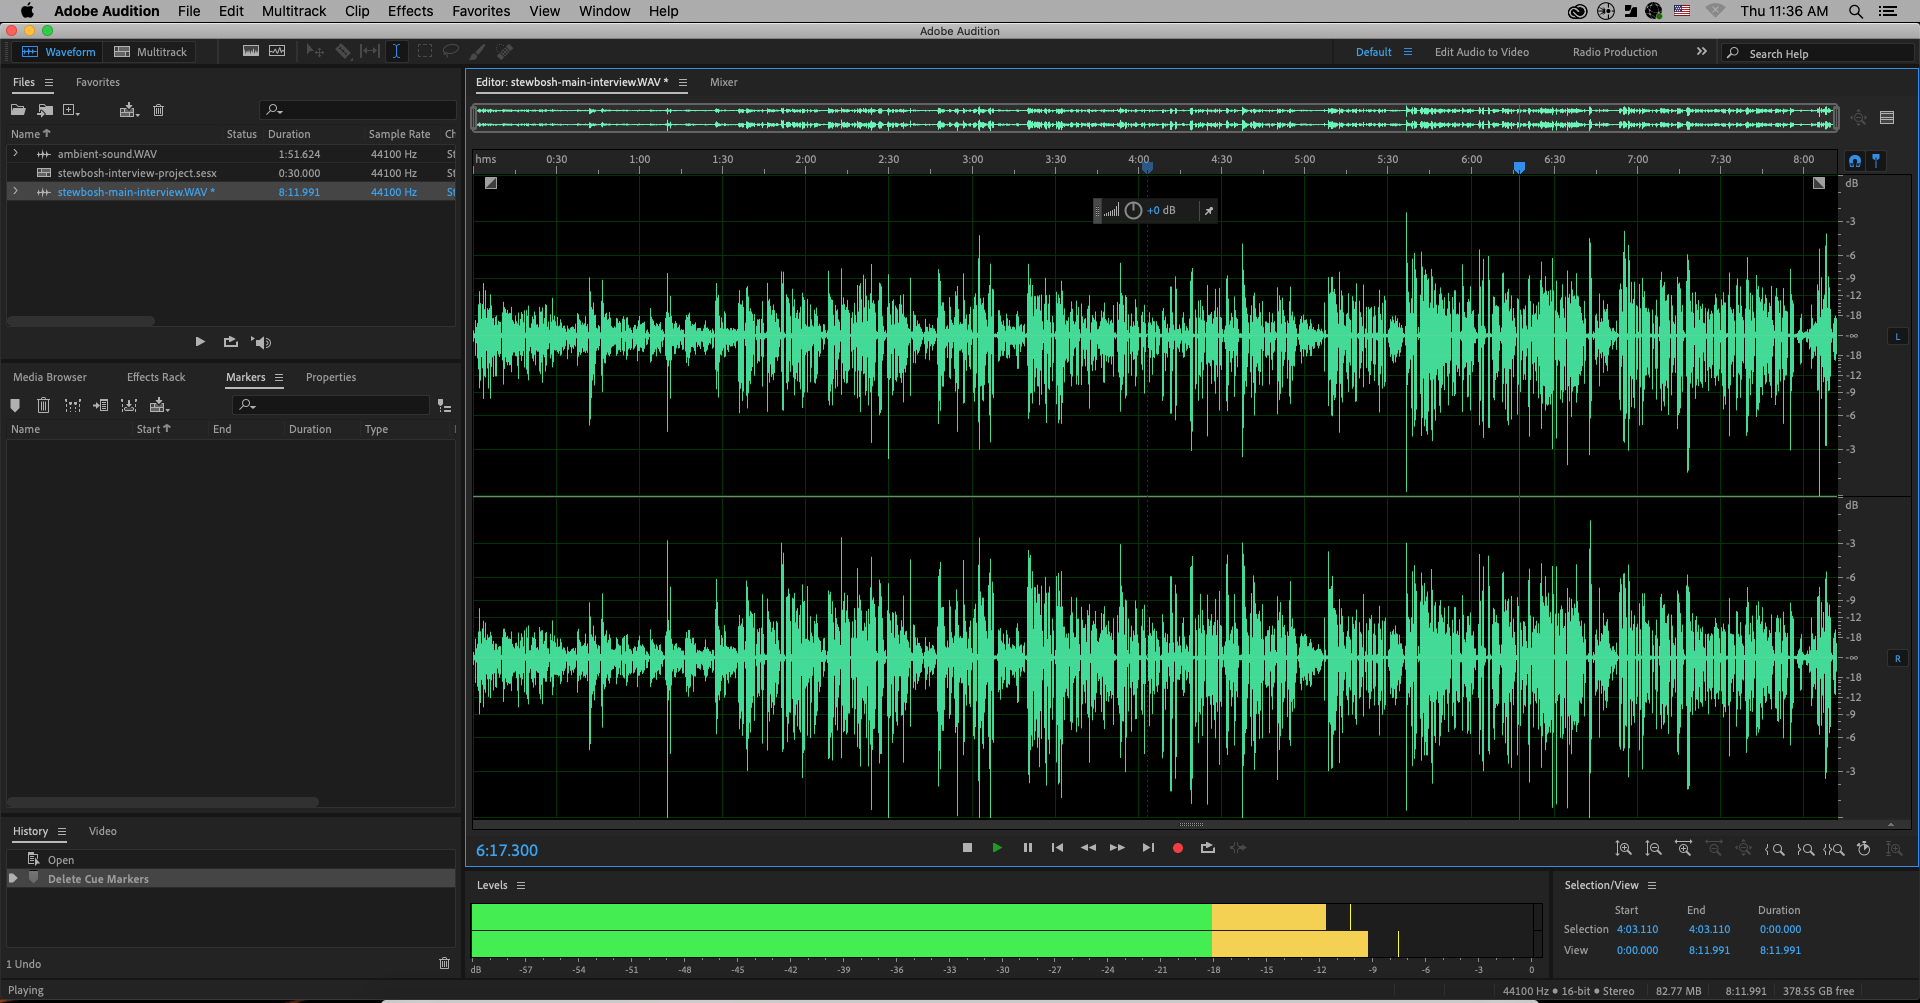 Adobe Audition File Edit Multitrack Clip Effects Favorites View Window Help Thu 11:36 AM
Adobe Audition
Waveform Multitrack Default Edit Audio to Video Radio Production Search Help
Files Favorites
Name Status Duration Sample Rate Ch
ambient-sound.WAV 1:51.624 44100 Hz St
stewbosh-interview-project.sesx 0:30.000 44100 Hz St
stewbosh-main-interview.WAV * 8:11.991 44100 Hz St
Media Browser Effects Rack Markers Properties
Name Start End Duration Type
History Video
Open
Delete Cue Markers
1 Undo
Playing
Editor: stewbosh-main-interview.WAV * Mixer
hms 0:30 1:00 1:30 2:00 2:30 3:00 3:30 4:00 4:30 5:00 5:30 6:00 6:30 7:00 7:30 8:00
+0 dB
dB
-3
-6
-9
-12
-18
-∞
-18
-12
-9
-6
-3
L
dB
-3
-6
-9
-12
-18
-∞
-18
-12
-9
-6
-3
R
6:17.300
Levels
dB -57 -54 -51 -48 -45 -42 -39 -36 -33 -30 -27 -24 -21 -18 -15 -12 -9 -6 -3 0
Selection/View
Start End Duration
Selection 4:03.110 4:03.110 0:00.000
View 0:00.000 8:11.991 8:11.991
44100 Hz • 16-bit • Stereo 82.77 MB 8:11.991 378.55 GB free